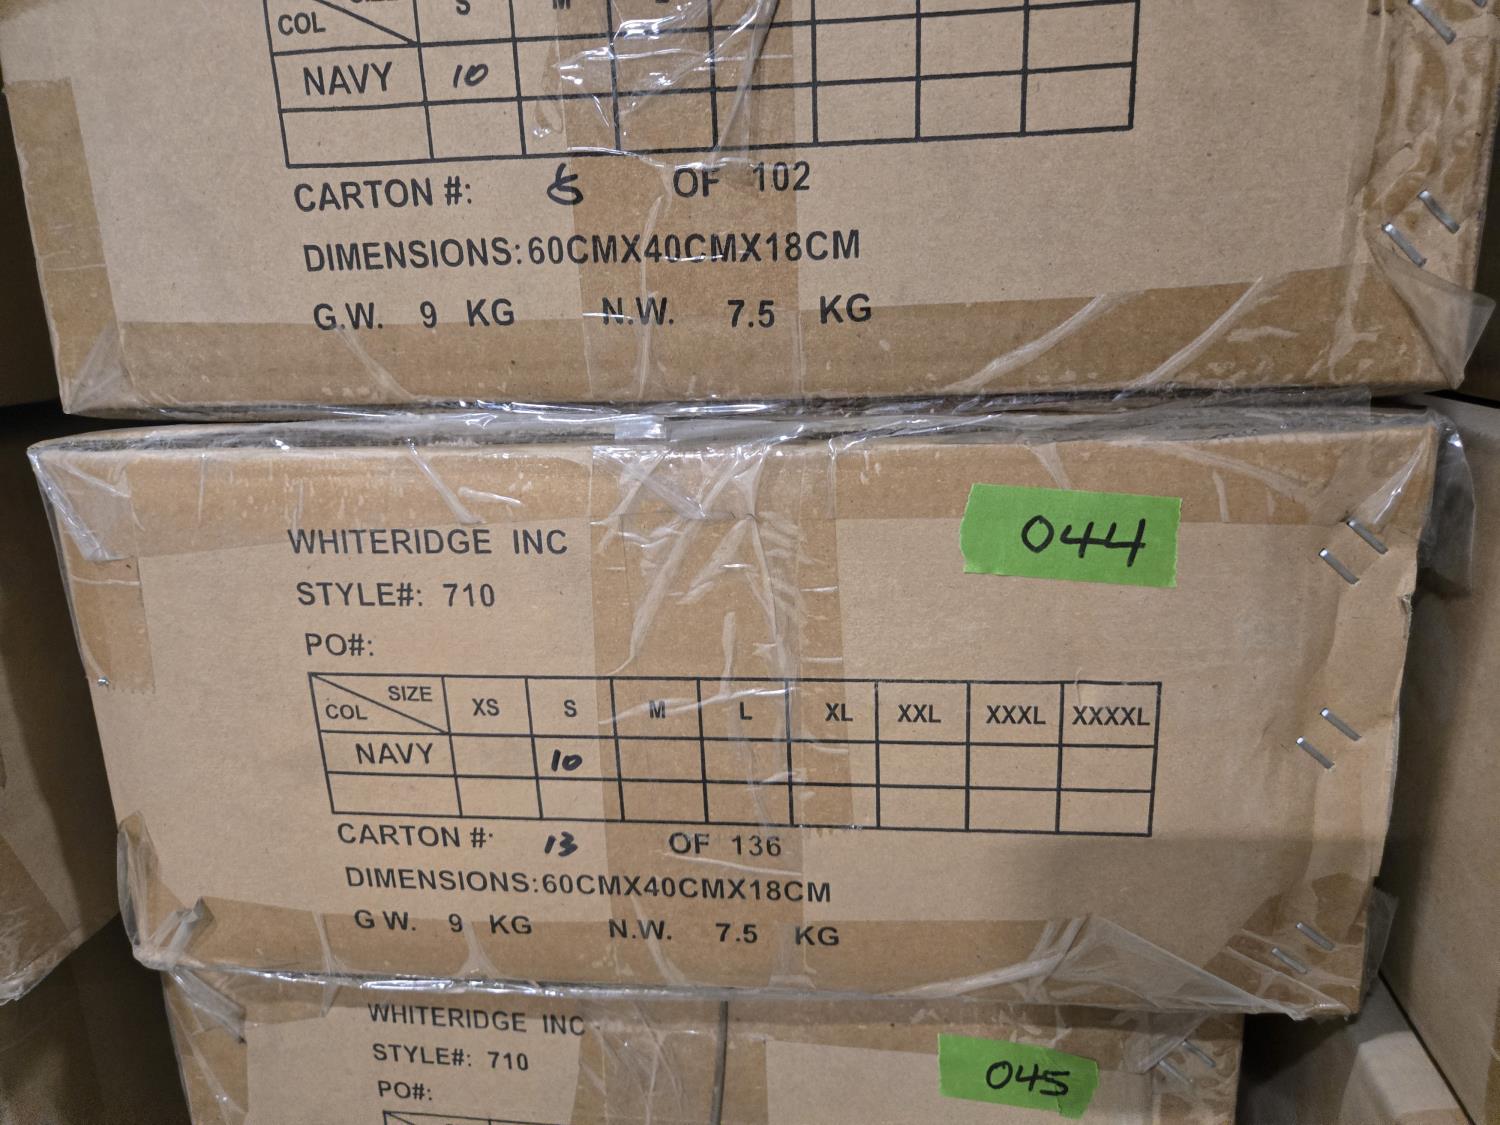 COL S
NAVY 10
CARTON #: OF 102
DIMENSIONS:60CMX40CMX18CM
G.W. 9 KG N.W. 7.5 KG
WHITERIDGE INC 044
STYLE#: 710
PO#:
SIZE COL XS S M L XL XXL XXXL XXXXL
NAVY 10
CARTON #: 13 OF 136
DIMENSIONS:60CMX40CMX18CM
G W. 9 KG N.W. 7.5 KG
WHITERIDGE INC
STYLE#: 710 045
PO#: